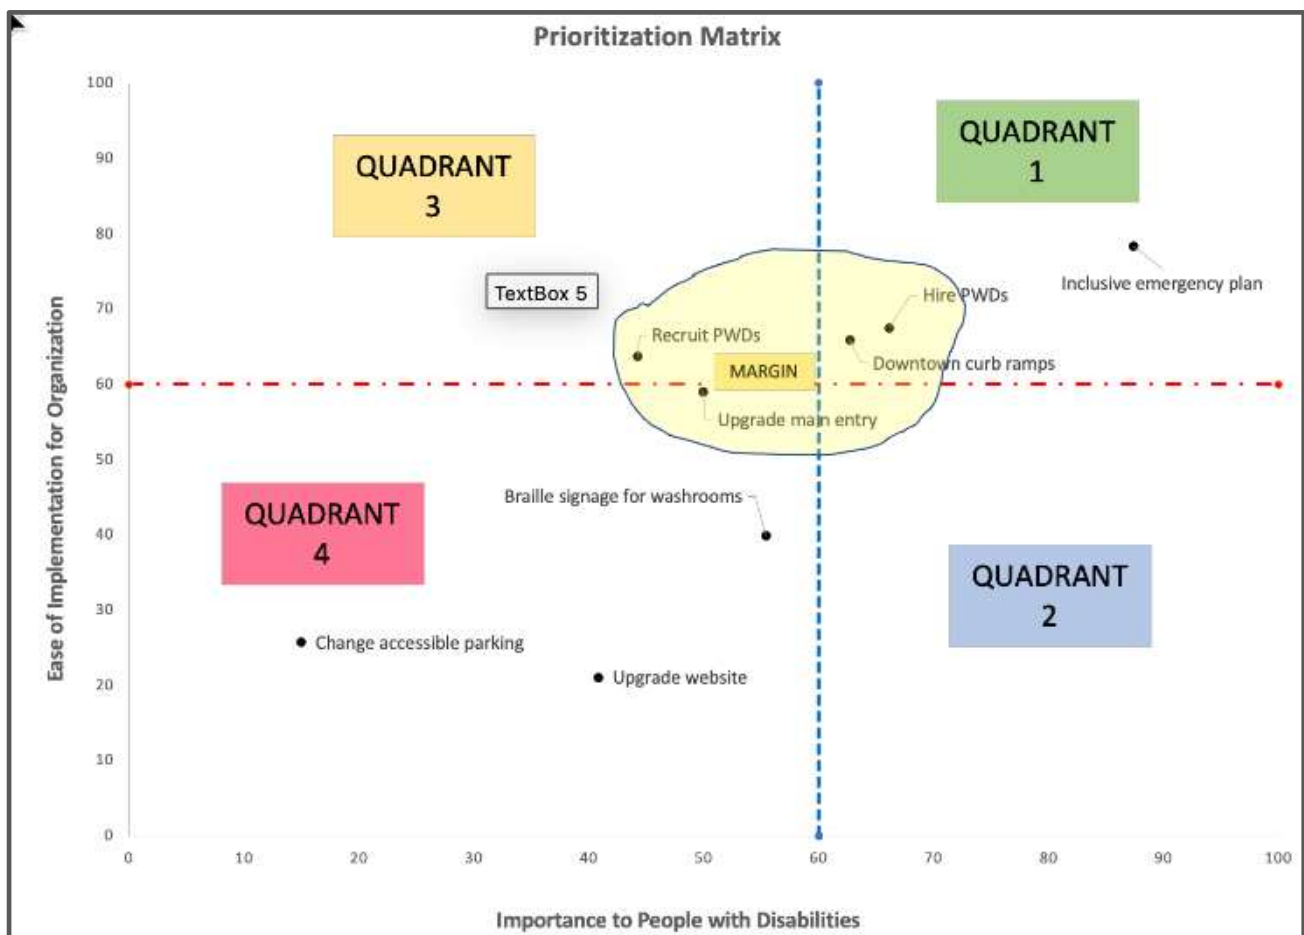 Prioritization Matrix
100
90
80
70
60
50
40
30
20
10
0
Ease of Implementation for Organization
QUADRANT
3
QUADRANT
1
TextBox 5
Inclusive emergency plan
Hire PWDs
Recruit PWDs
Downtown curb ramps
MARGIN
Upgrade main entry
Braille signage for washrooms
QUADRANT
4
QUADRANT
2
Change accessible parking
Upgrade website
0 10 20 30 40 50 60 70 80 90 100
Importance to People with Disabilities